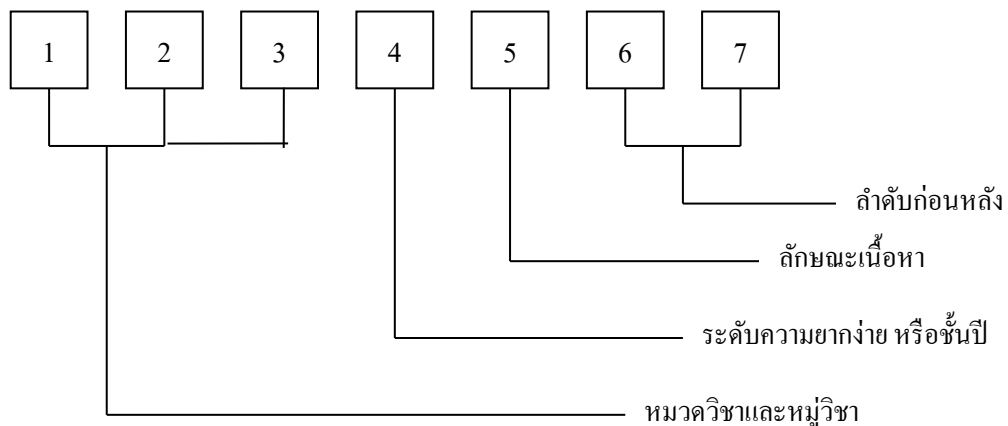 1 2 3 4 5 6 7
ลำดับก่อนหลัง
ลักษณะเนื้อหา
ระดับความยากง่าย หรือชั้นปี
หมวดวิชาและหมู่วิชา